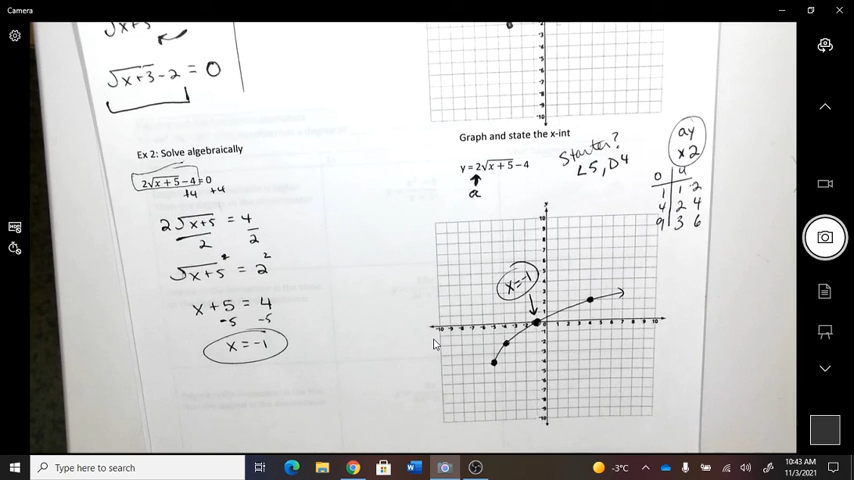 Camera
√x+3 - 2 = 0
Ex 2: Solve algebraically
2√x+5 - 4 = 0
+4 +4
2√x+5 = 4
2 2
√x+5 ² = 2 ²
x + 5 = 4
-5 -5
x = -1
Graph and state the x-int
y = 2√x+5 - 4
a
Starter?
L5, D4
ay
x2
0 0
1 1 2
4 2 4
9 3 6
x=-1
y
x
Type here to search
-3°C
10:43 AM
11/3/2021